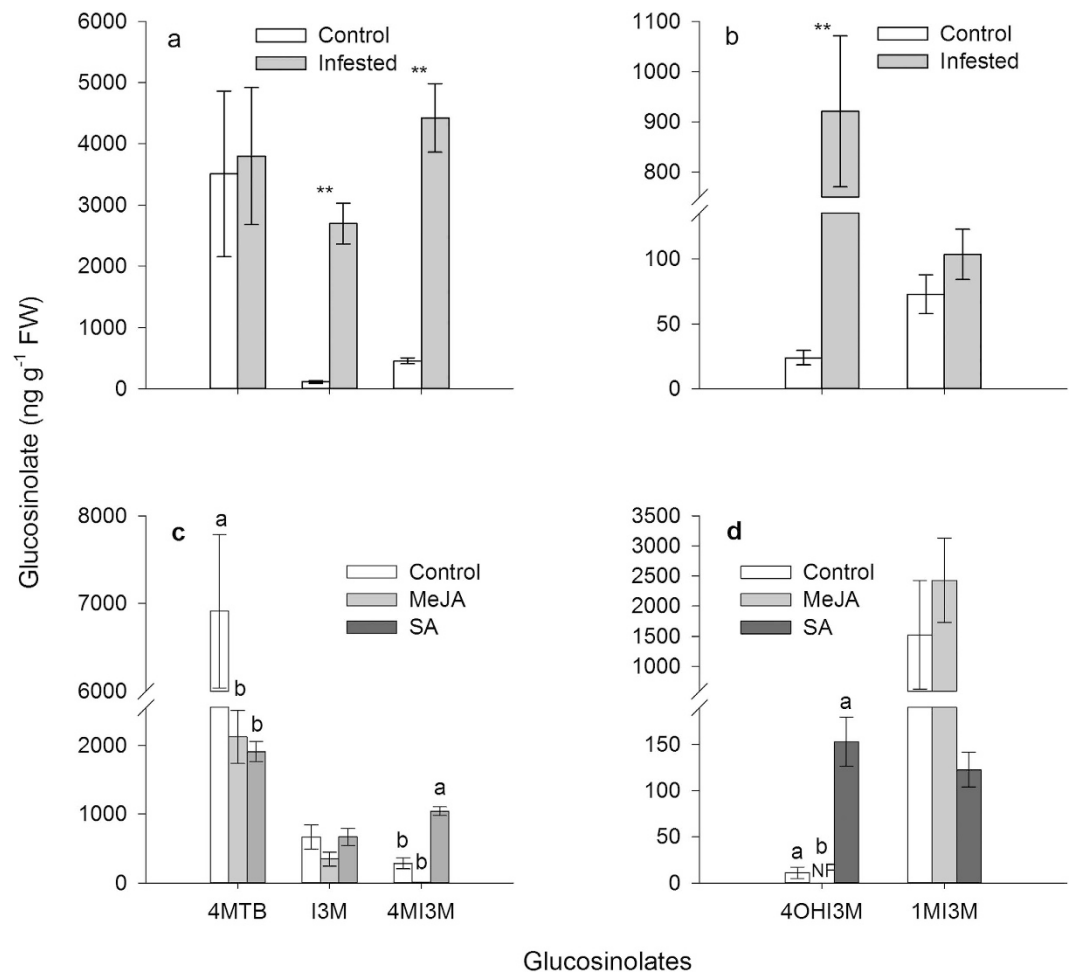 Glucosinolate (ng g⁻¹ FW)
a
Control
Infested
6000
5000
4000
3000
2000
1000
0
**
**
b
Control
Infested
1100
1000
900
800
100
50
0
**
c
Control
MeJA
SA
8000
7000
6000
2000
1000
0
a
b
b
b
b
a
4MTB
I3M
4MI3M
d
Control
MeJA
SA
3500
3000
2500
2000
1500
1000
150
100
50
0
a
b
NF
a
4OHI3M
1MI3M
Glucosinolates